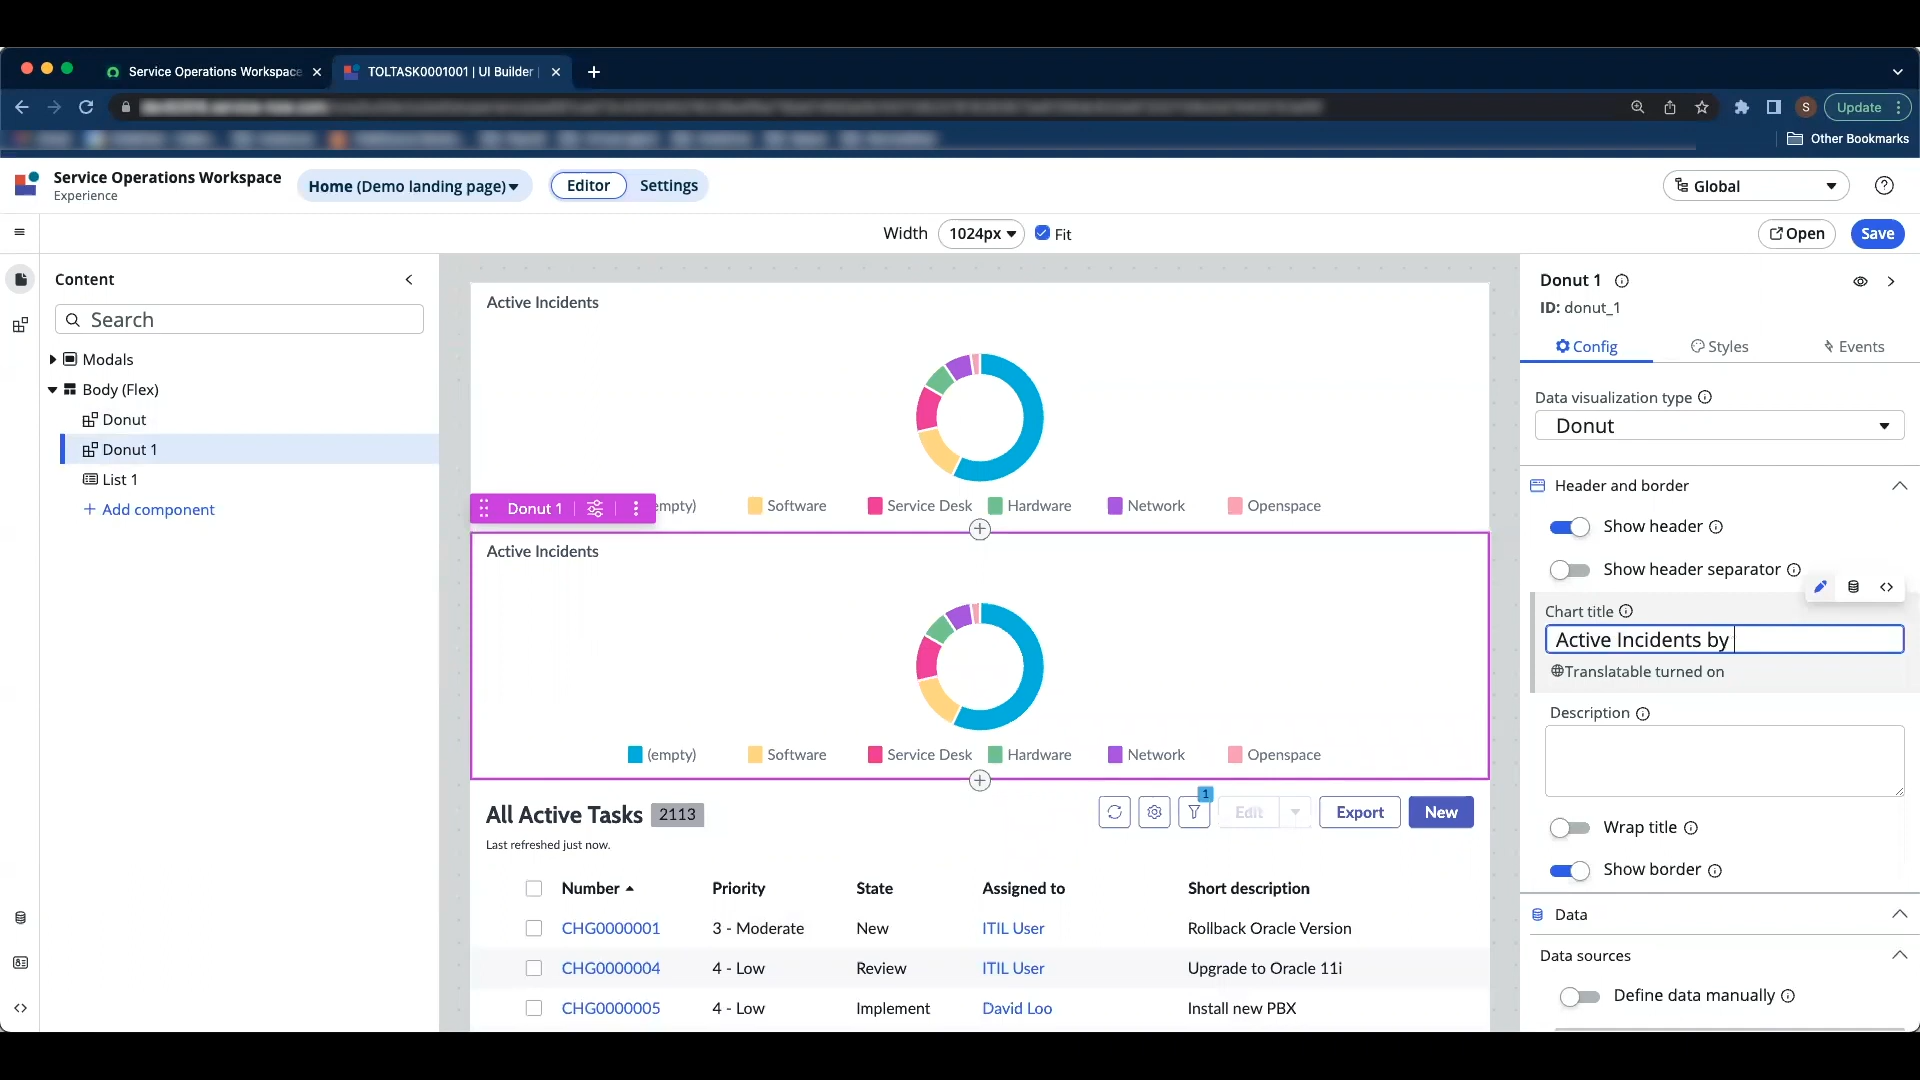 Service Operations Workspace
TOLTASK0001001 | UI Builder |
S
Update
Other Bookmarks
Service Operations Workspace
Experience
Home (Demo landing page)
Editor
Settings
Global
Width
1024px
Fit
Open
Save
Content
Search
Modals
Body (Flex)
Donut
Donut 1
List 1
+ Add component
Active Incidents
Donut 1
empty)
Software
Service Desk
Hardware
Network
Openspace
Active Incidents
(empty)
Software
Service Desk
Hardware
Network
Openspace
All Active Tasks 2113
Last refreshed just now.
1
Edit
Export
New
Number Priority State Assigned to Short description
CHG0000001 3 - Moderate New ITIL User Rollback Oracle Version
CHG0000004 4 - Low Review ITIL User Upgrade to Oracle 11i
CHG0000005 4 - Low Implement David Loo Install new PBX
Donut 1
ID: donut_1
Config
Styles
Events
Data visualization type
Donut
Header and border
Show header
Show header separator
Chart title
Active Incidents by
Translatable turned on
Description
Wrap title
Show border
Data
Data sources
Define data manually